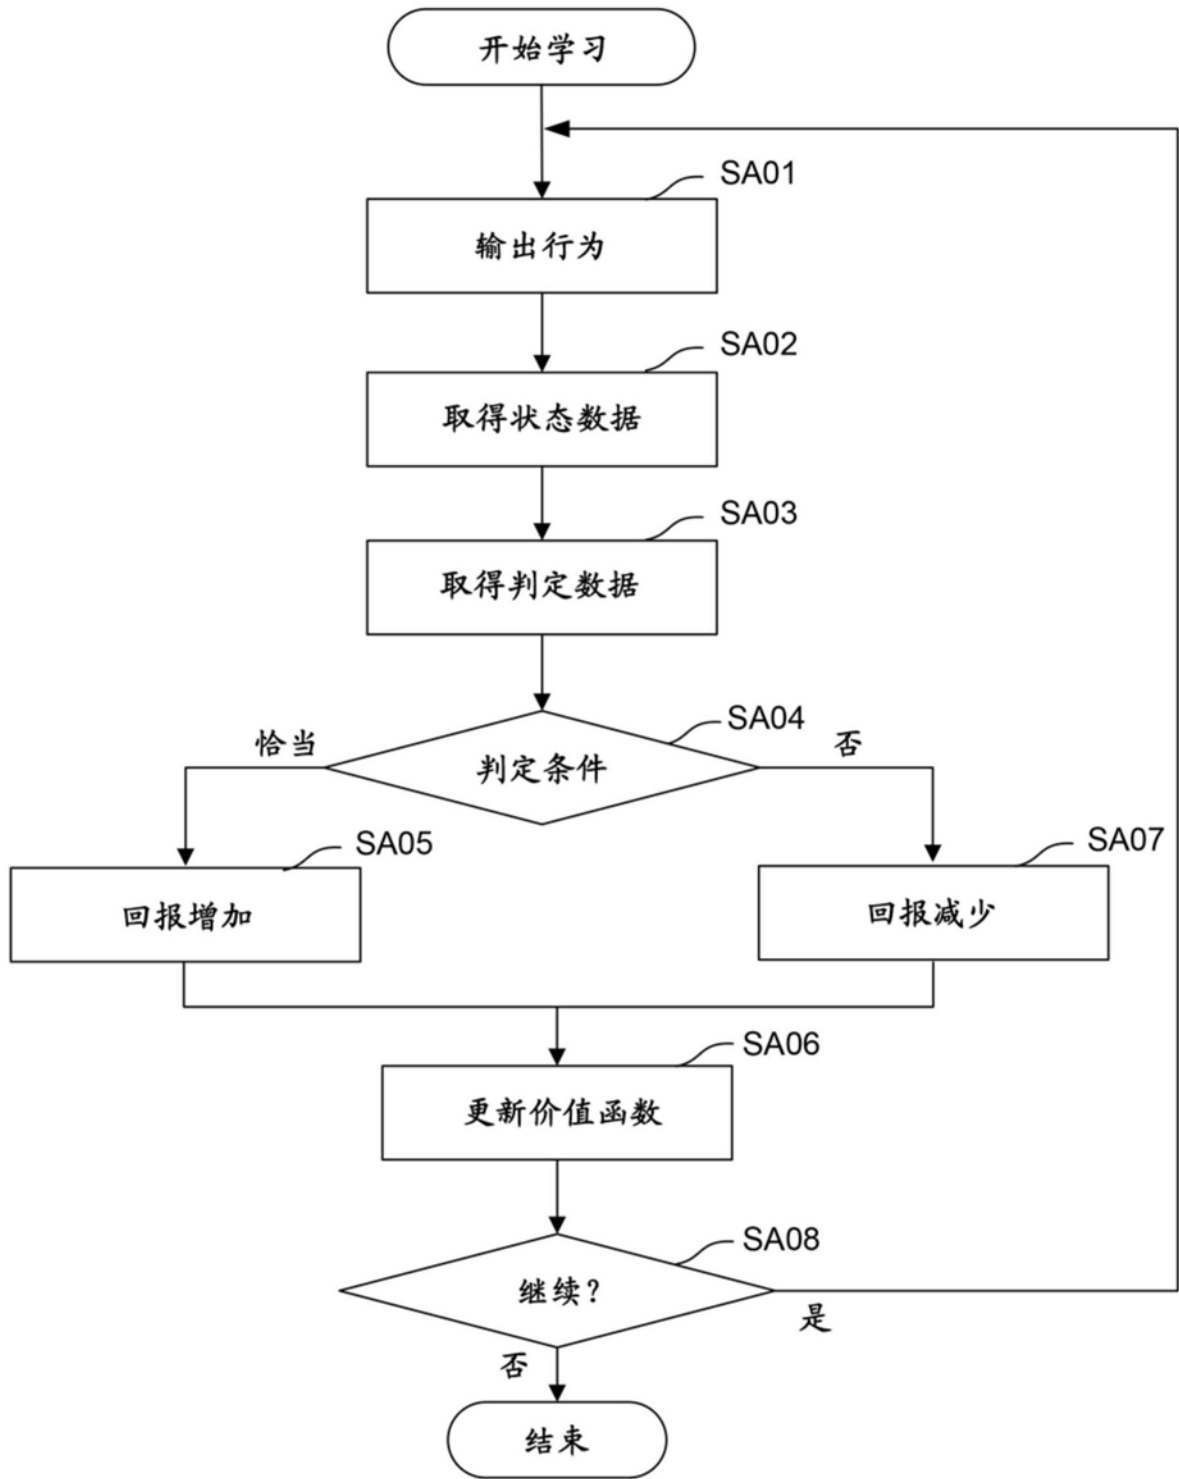 开始学习
SA01
输出行为
SA02
取得状态数据
SA03
取得判定数据
SA04
恰当
判定条件
否
SA05
SA07
回报增加
回报减少
SA06
更新价值函数
SA08
继续?
是
否
结束